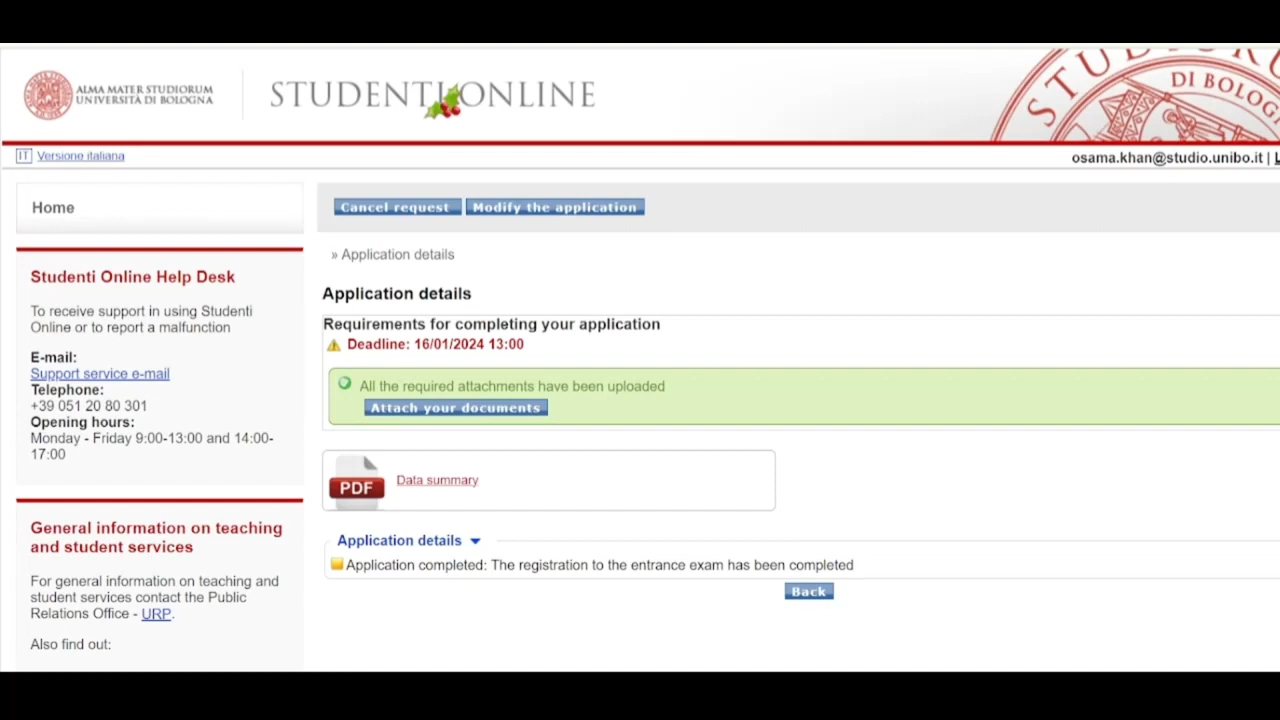 ALMA MATER STUDIORUM
UNIVERSITÀ DI BOLOGNA
STUDENTI ONLINE
STUDIORU
DI BOLOG
IT Versione italiana
osama.khan@studio.unibo.it | L
Home
Cancel request Modify the application
» Application details
Studenti Online Help Desk
To receive support in using Studenti
Online or to report a malfunction
E-mail:
Support service e-mail
Telephone:
+39 051 20 80 301
Opening hours:
Monday - Friday 9:00-13:00 and 14:00-
17:00
General information on teaching
and student services
For general information on teaching and
student services contact the Public
Relations Office - URP.
Also find out:
Application details
Requirements for completing your application
Deadline: 16/01/2024 13:00
All the required attachments have been uploaded
Attach your documents
PDF Data summary
Application details
Application completed: The registration to the entrance exam has been completed
Back